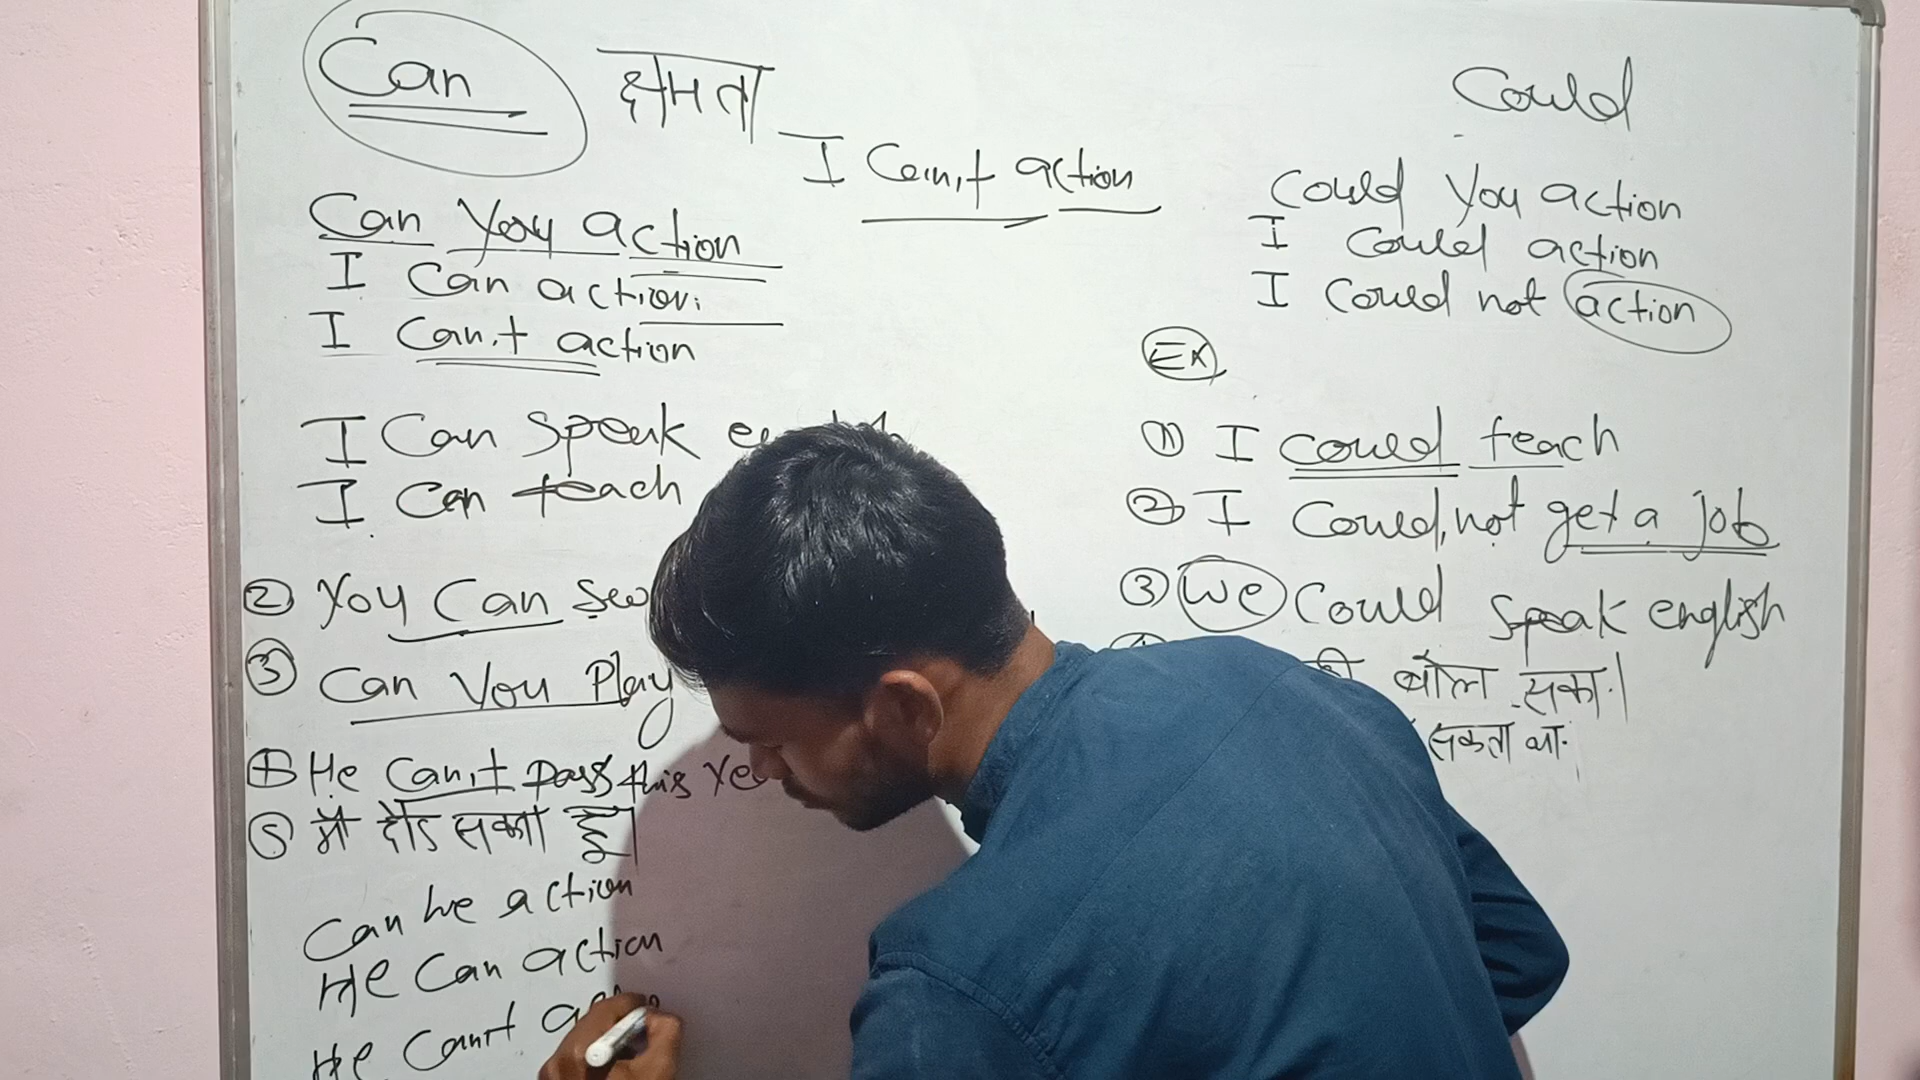 Can क्षमता
I Can,t action
Can You action
I Can action
I Can,t action
I Can Speak
I Can teach
② You Can
③ Can You Play
④ He Can,t pass this
⑤ मैं दौड सकता हूँ।
Can he action
He Can action
He Can't
Could
Could You action
I Could action
I Could not action
Ex
① I could teach
② I Could,not get a job
③ We Could Speak english
बोल सका।
सकता था